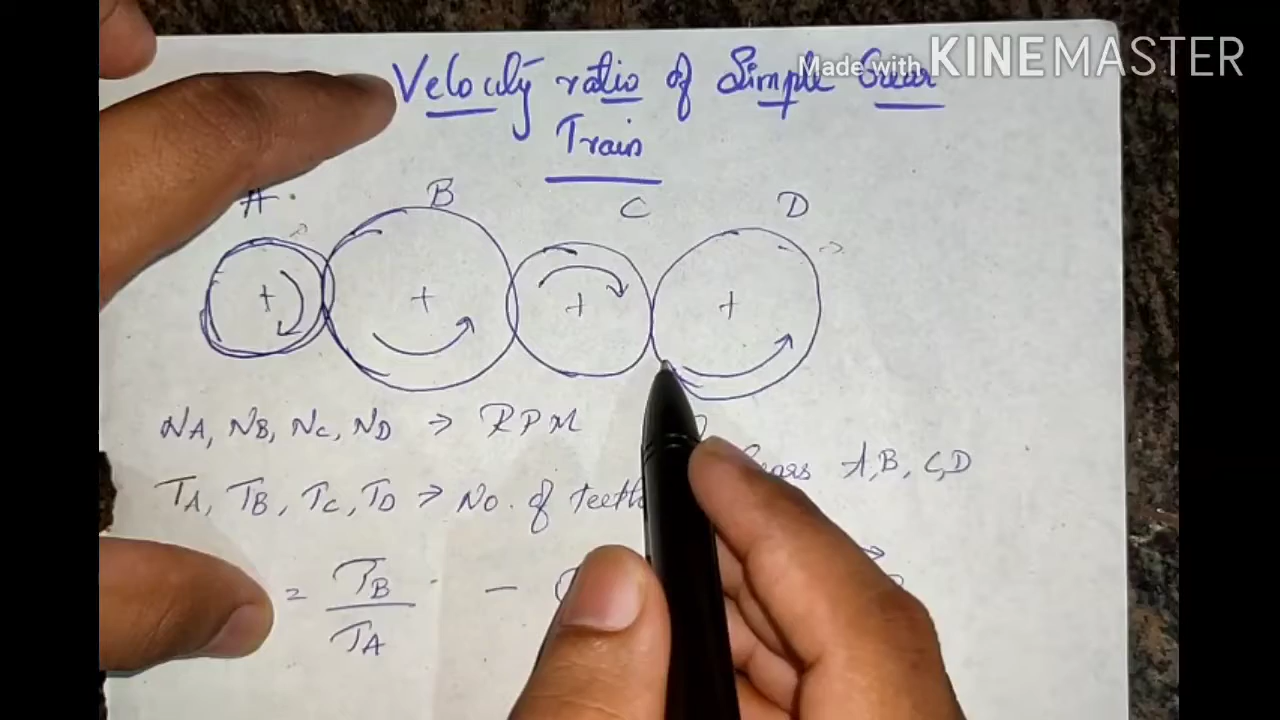 Made with KINEMASTER
Velocity ratio of Simple Gear
Train
A B C D
NA, NB, NC, ND → RPM
TA, TB, TC, TD → No. of teeth A,B, C,D
= TB
TA